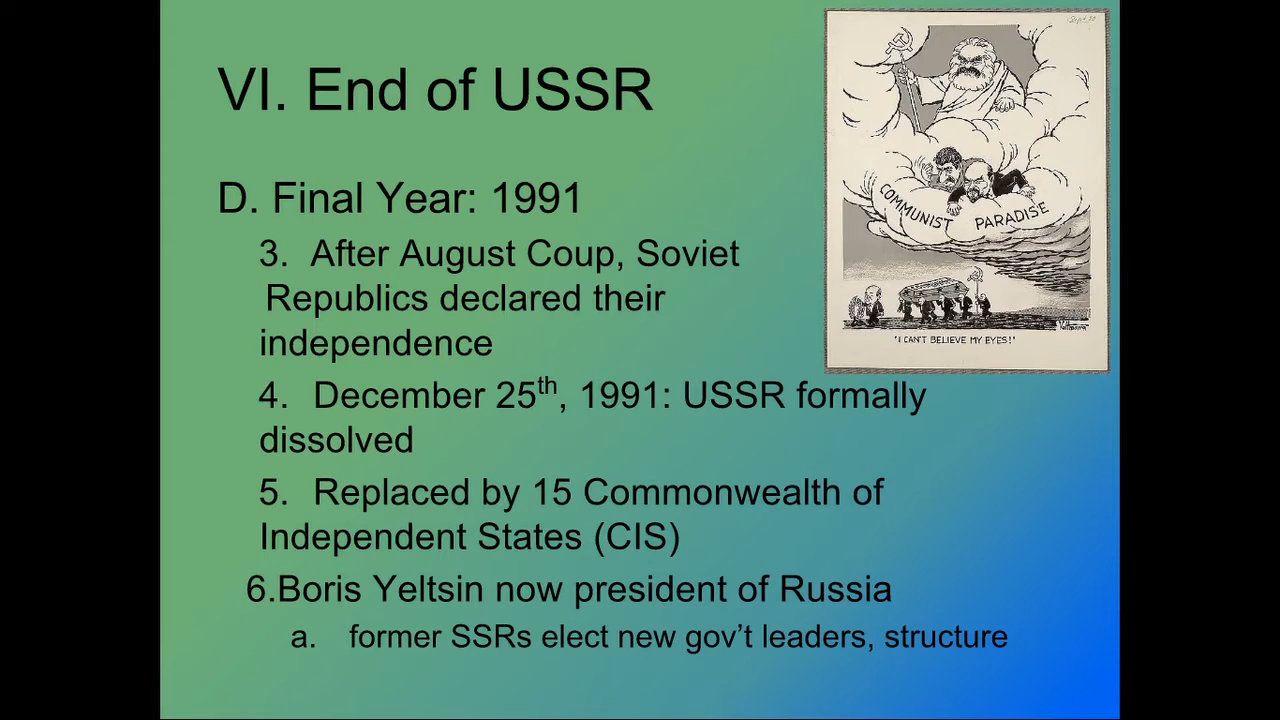 VI. End of USSR
D. Final Year: 1991
3. After August Coup, Soviet
Republics declared their
independence
4. December 25th, 1991: USSR formally
dissolved
5. Replaced by 15 Commonwealth of
Independent States (CIS)
6.Boris Yeltsin now president of Russia
a. former SSRs elect new gov't leaders, structure
COMMUNIST PARADISE
"I CAN'T BELIEVE MY EYES!"